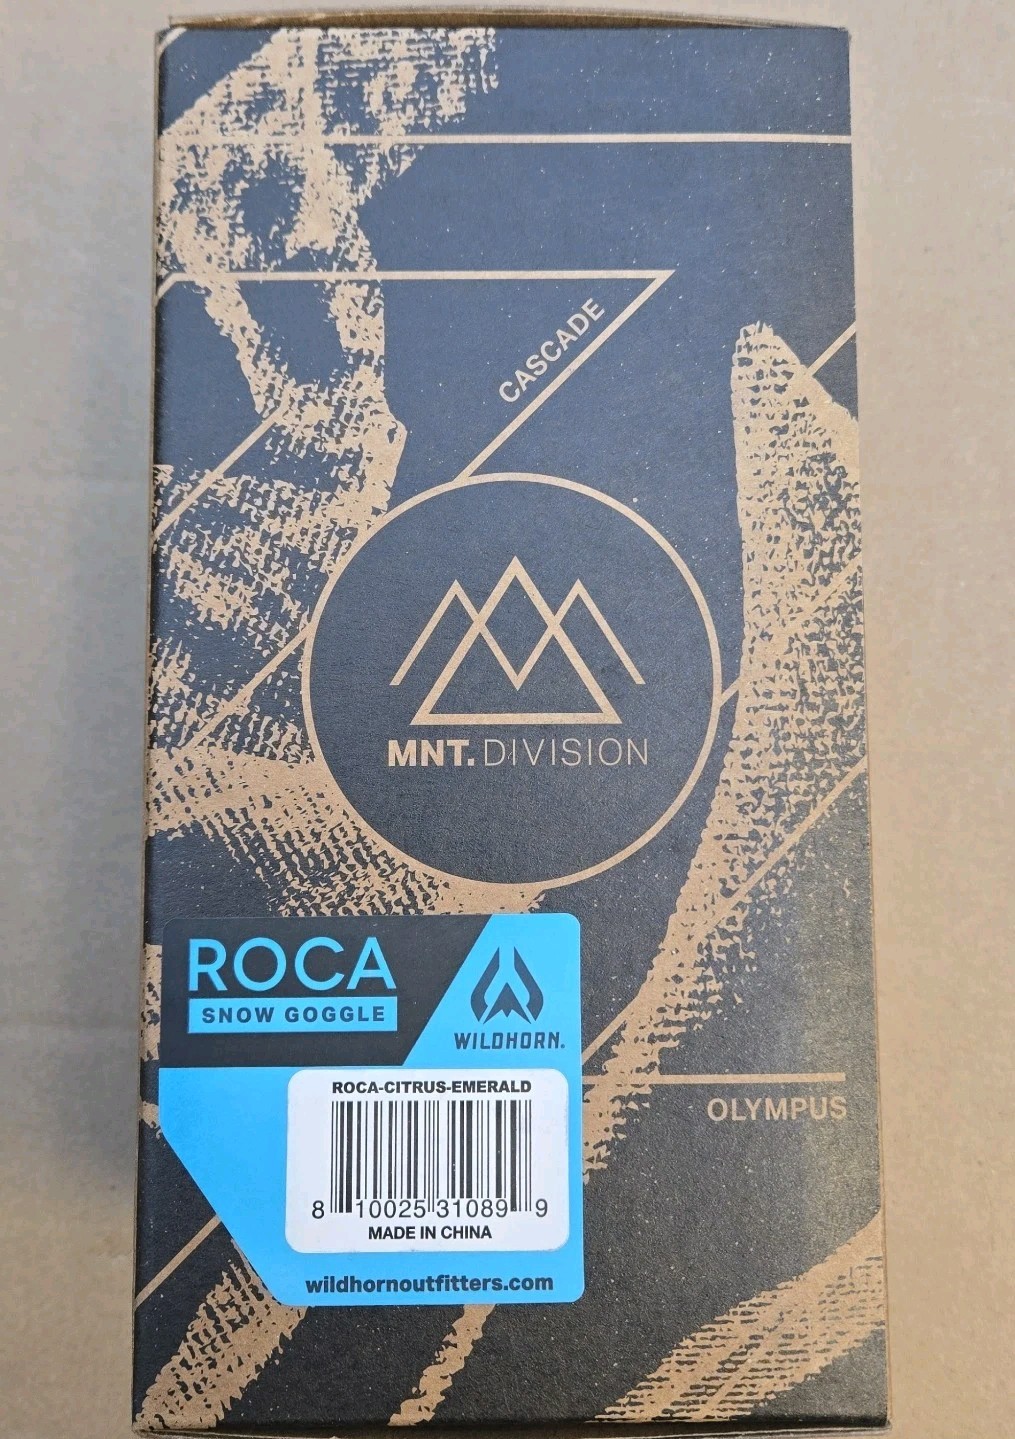 CASCADE
MNT. DIVISION
ROCA
SNOW GOGGLE
WILDHORN.
ROCA-CITRUS-EMERALD
8 10025 31089 9
MADE IN CHINA
wildhornoutfitters.com
OLYMPUS